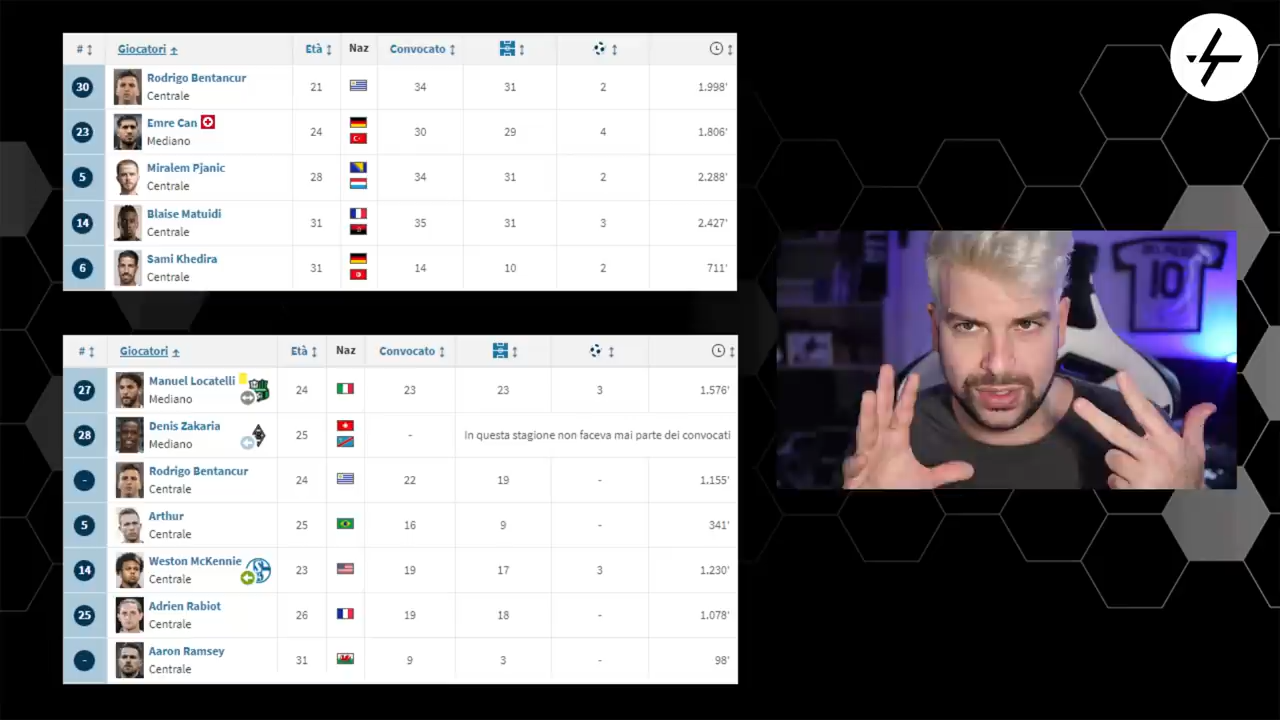 # Giocatori Età Naz Convocato
30 Rodrigo Bentancur 21 34 31 2 1.998'
Centrale
23 Emre Can 24 30 29 4 1.806'
Mediano
5 Miralem Pjanic 28 34 31 2 2.288'
Centrale
14 Blaise Matuidi 31 35 31 3 2.427'
Centrale
6 Sami Khedira 31 14 10 2 711'
Centrale
# Giocatori Età Naz Convocato
27 Manuel Locatelli 24 23 23 3 1.576'
Mediano
28 Denis Zakaria 25 - In questa stagione non faceva mai parte dei convocati
Mediano
- Rodrigo Bentancur 24 22 19 - 1.155'
Centrale
5 Arthur 25 16 9 - 341'
Centrale
14 Weston McKennie 23 19 17 3 1.230'
Centrale
25 Adrien Rabiot 26 19 18 - 1.078'
Centrale
- Aaron Ramsey 31 9 3 - 98'
Centrale
10